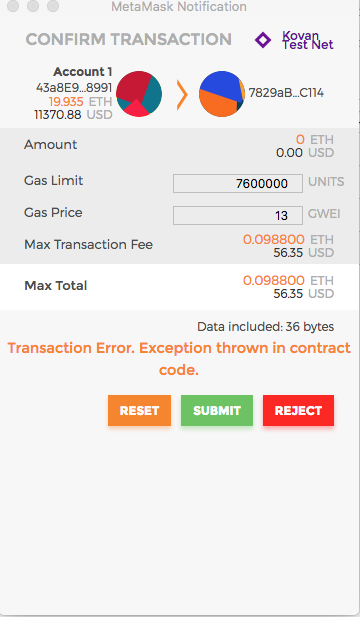 MetaMask Notification
CONFIRM TRANSACTION
Kovan
Test Net
Account 1
43a8E9...8991
19.935 ETH
11370.88 USD
7829aB...C114
Amount
0 ETH
0.00 USD
Gas Limit
7600000 UNITS
Gas Price
13 GWEI
Max Transaction Fee
0.098800 ETH
56.35 USD
Max Total
0.098800 ETH
56.35 USD
Data included: 36 bytes
Transaction Error. Exception thrown in contract
code.
RESET SUBMIT REJECT